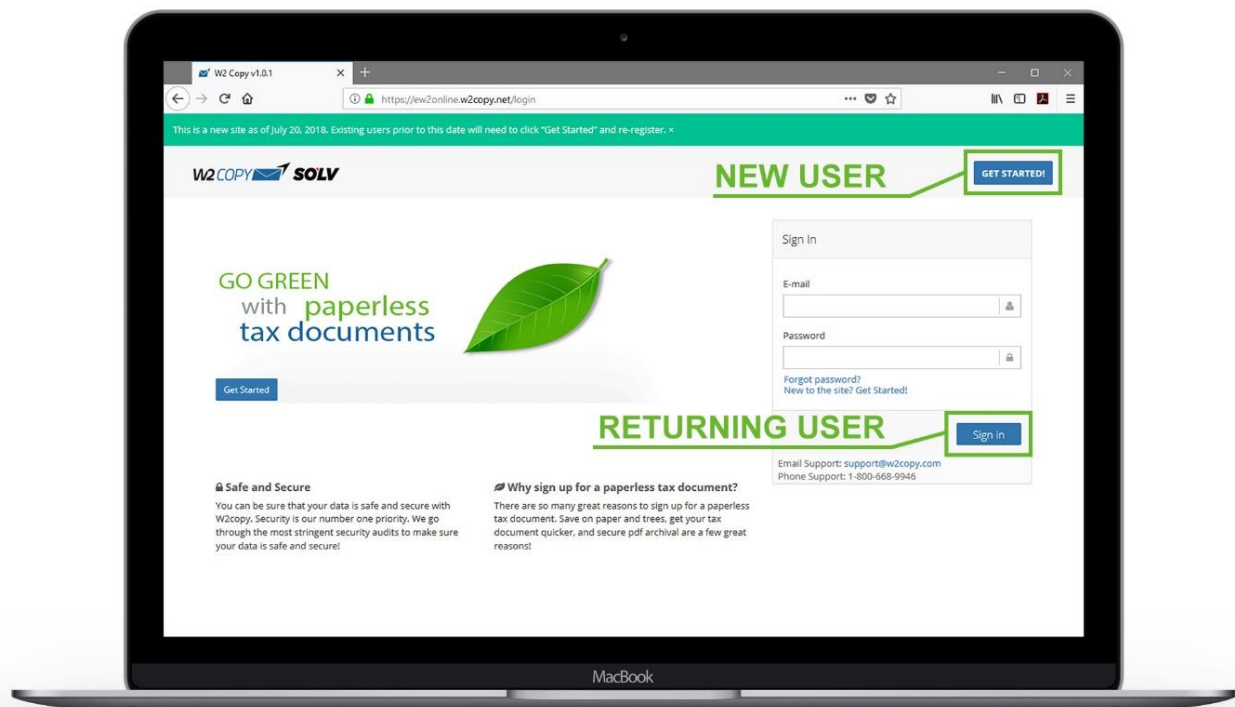 W2 Copy v1.0.1
https://ew2online.w2copy.net/login
This is a new site as of July 20, 2018. Existing users prior to this date will need to click "Get Started" and re-register. ×
W2 COPY SOLV
NEW USER
GET STARTED!
Sign In
GO GREEN
with paperless
tax documents
E-mail
Password
Get Started
Forgot password?
New to the site? Get Started!
RETURNING USER
Sign in
Email Support: support@w2copy.com
Phone Support: 1-800-668-9946
Safe and Secure
You can be sure that your data is safe and secure with
W2copy. Security is our number one priority. We go
through the most stringent security audits to make sure
your data is safe and secure!
Why sign up for a paperless tax document?
There are so many great reasons to sign up for a paperless
tax document. Save on paper and trees, get your tax
document quicker, and secure pdf archival are a few great
reasons!
MacBook